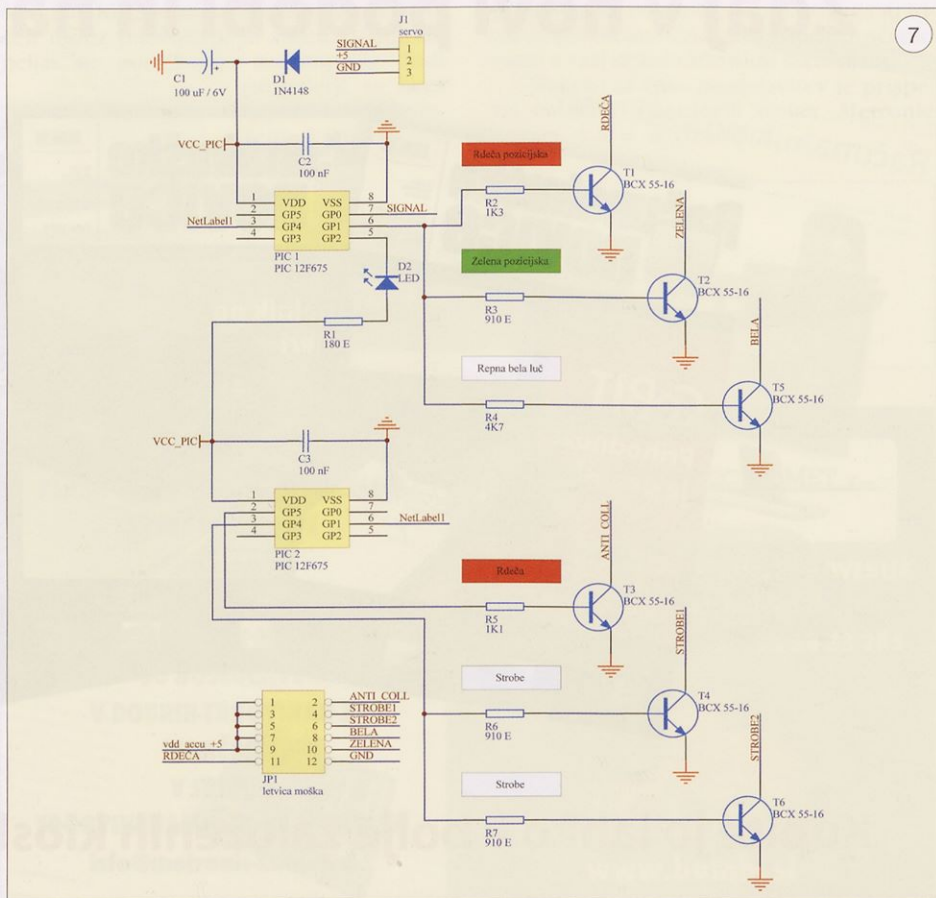 7
J1
servo
SIGNAL
+5
GND
1
2
3
C1
100 uF / 6V
+
D1
1N4148
VCC_PIC
C2
100 nF
1
2
3
4
VDD
GP5
GP4
GP3
VSS
GP0
GP1
GP2
8
7
6
5
NetLabel1
SIGNAL
PIC 1
PIC 12F675
D2
LED
R1
180 E
Rdeča pozicijska
R2
1K3
RDEČA
T1
BCX 55-16
Zelena pozicijska
R3
910 E
ZELENA
T2
BCX 55-16
Repna bela luč
R4
4K7
BELA
T5
BCX 55-16
VCC_PIC
C3
100 nF
1
2
3
4
VDD
GP5
GP4
GP3
VSS
GP0
GP1
GP2
8
7
6
5
NetLabel1
PIC 2
PIC 12F675
Rdeča
R5
1K1
ANTI COLL
T3
BCX 55-16
Strobe
R6
910 E
STROBE1
T4
BCX 55-16
Strobe
R7
910 E
STROBE2
T6
BCX 55-16
1 2 ANTI COLL
3 4 STROBE1
5 6 STROBE2
7 8 BELA
vdd accu +5 9 10 ZELENA
RDEČA 11 12 GND
JP1
letvica moška